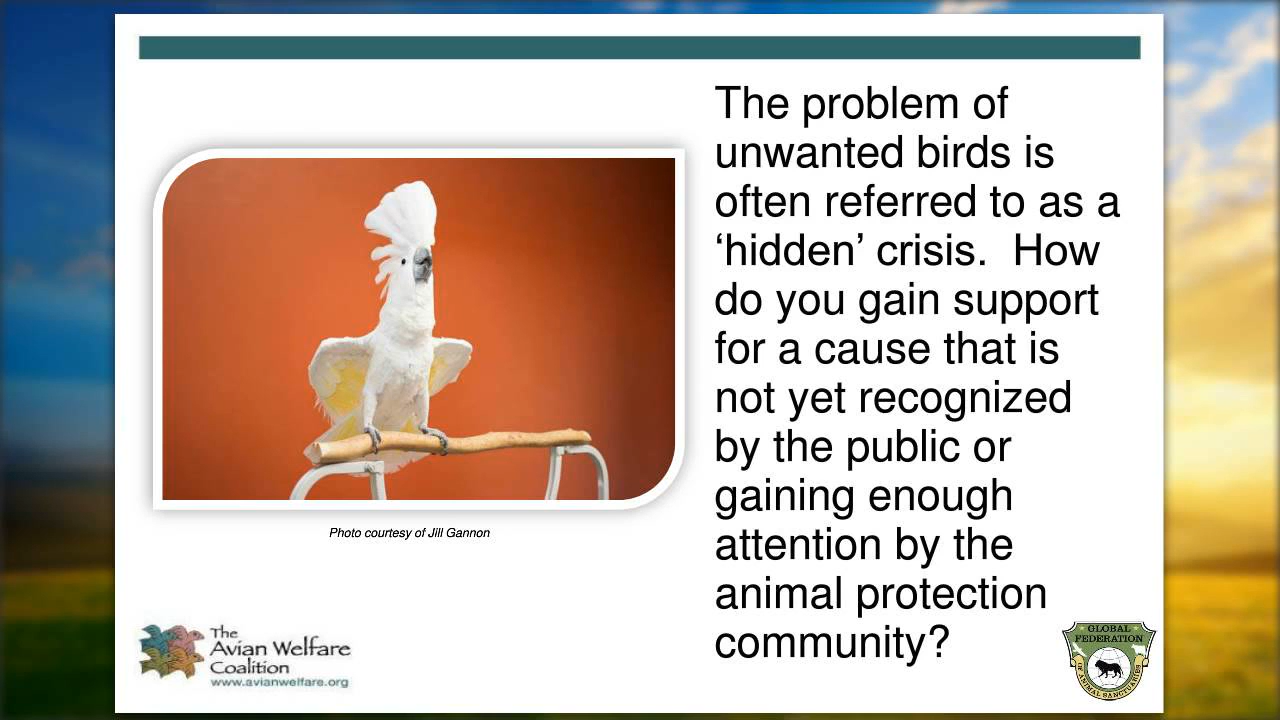 The problem of
unwanted birds is
often referred to as a
‘hidden’ crisis.  How
do you gain support
for a cause that is
not yet recognized
by the public or
gaining enough
attention by the
animal protection
community?
Photo courtesy of Jill Gannon
The
Avian Welfare
Coalition
www.avianwelfare.org
GLOBAL
FEDERATION
OF ANIMAL SANCTUARIES